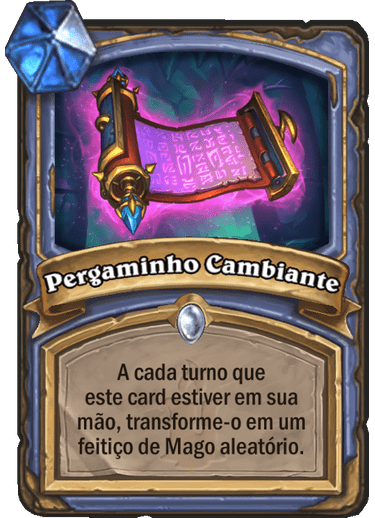 Pergaminho Cambiante
A cada turno que
este card estiver em sua
mão, transforme-o em um
feitiço de Mago aleatório.